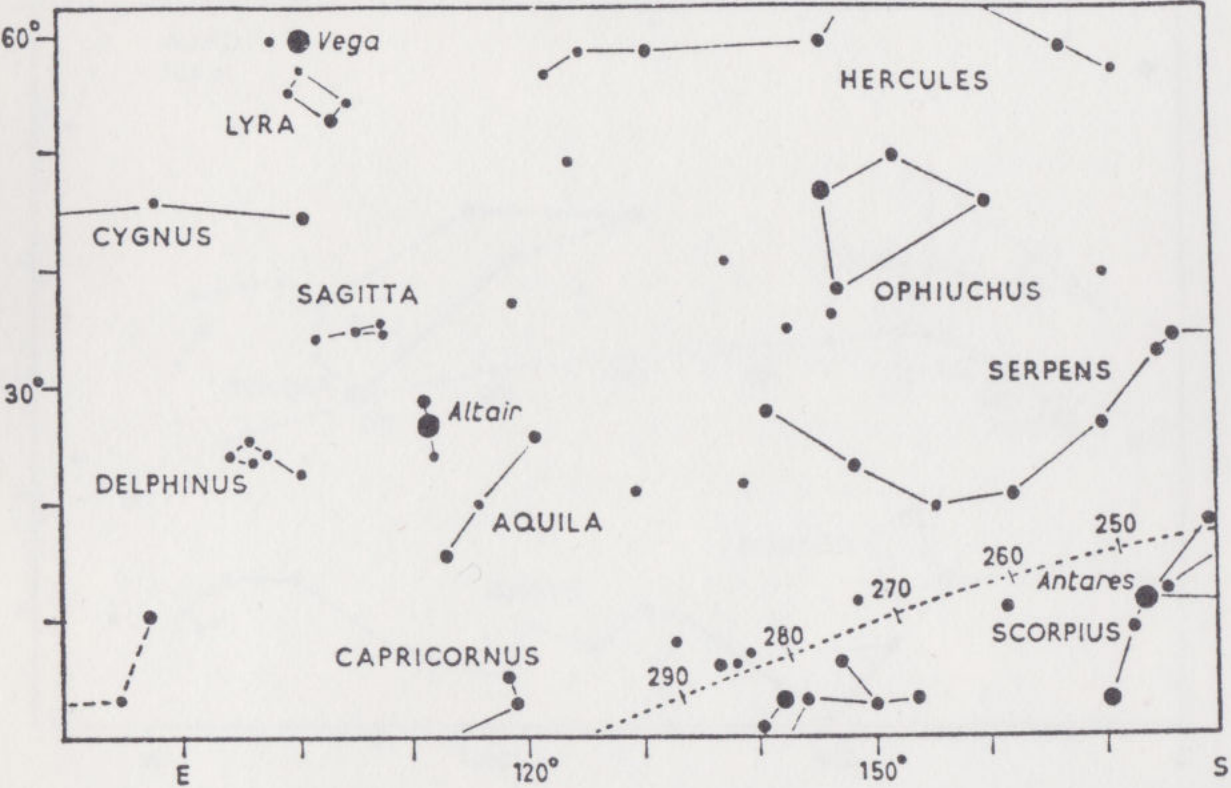 60°
Vega
HERCULES
LYRA
CYGNUS
SAGITTA
OPHIUCHUS
SERPENS
30°
Altair
DELPHINUS
AQUILA
250
260
Antares
270
SCORPIUS
280
CAPRICORNUS
290
E
120°
150°
S